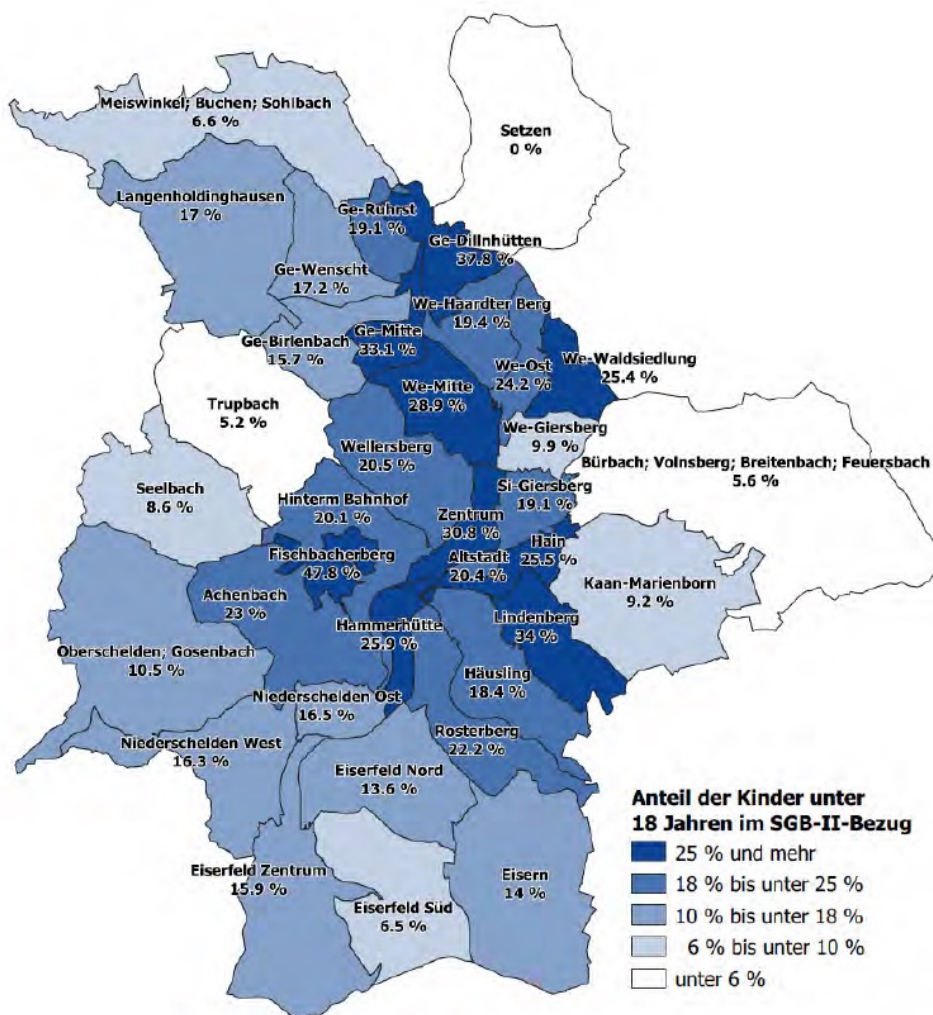 Meiswinkel; Buchen; Sohlbach
6.6 %
Setzen
0 %
Langenholdinghausen
17 %
Ge-Ruhrst
19.1 %
Ge-Dillnhütten
37.8 %
Ge-Wenscht
17.2 %
We-Haardter Berg
19.4 %
Ge-Mitte
33.1 %
Ge-Birlenbach
15.7 %
We-Ost
24.2 %
We-Waldsiedlung
25.4 %
We-Mitte
28.9 %
Trupbach
5.2 %
We-Giersberg
9.9 %
Wellersberg
20.5 %
Bürbach; Volnsberg; Breitenbach; Feuersbach
5.6 %
Seelbach
8.6 %
Hinterm Bahnhof
20.1 %
Si-Giersberg
19.1 %
Zentrum
30.8 %
Hain
25.5 %
Fischbacherberg
47.8 %
Altstadt
20.4 %
Kaan-Marienborn
9.2 %
Achenbach
23 %
Hammerhütte
25.9 %
Lindenberg
34 %
Oberschelden; Gosenbach
10.5 %
Häusling
18.4 %
Niederschelden Ost
16.5 %
Rosterberg
22.2 %
Niederschelden West
16.3 %
Eiserfeld Nord
13.6 %
Eiserfeld Zentrum
15.9 %
Eisern
14 %
Eiserfeld Süd
6.5 %
Anteil der Kinder unter
18 Jahren im SGB-II-Bezug
25 % und mehr
18 % bis unter 25 %
10 % bis unter 18 %
6 % bis unter 10 %
unter 6 %